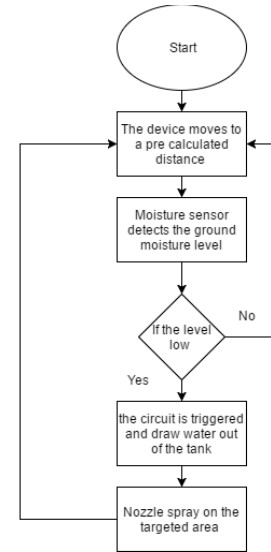 Start
The device moves to
a pre calculated
distance
Moisture sensor
detects the ground
moisture level
If the level
low
No
Yes
the circuit is triggered
and draw water out
of the tank
Nozzle spray on the
targeted area